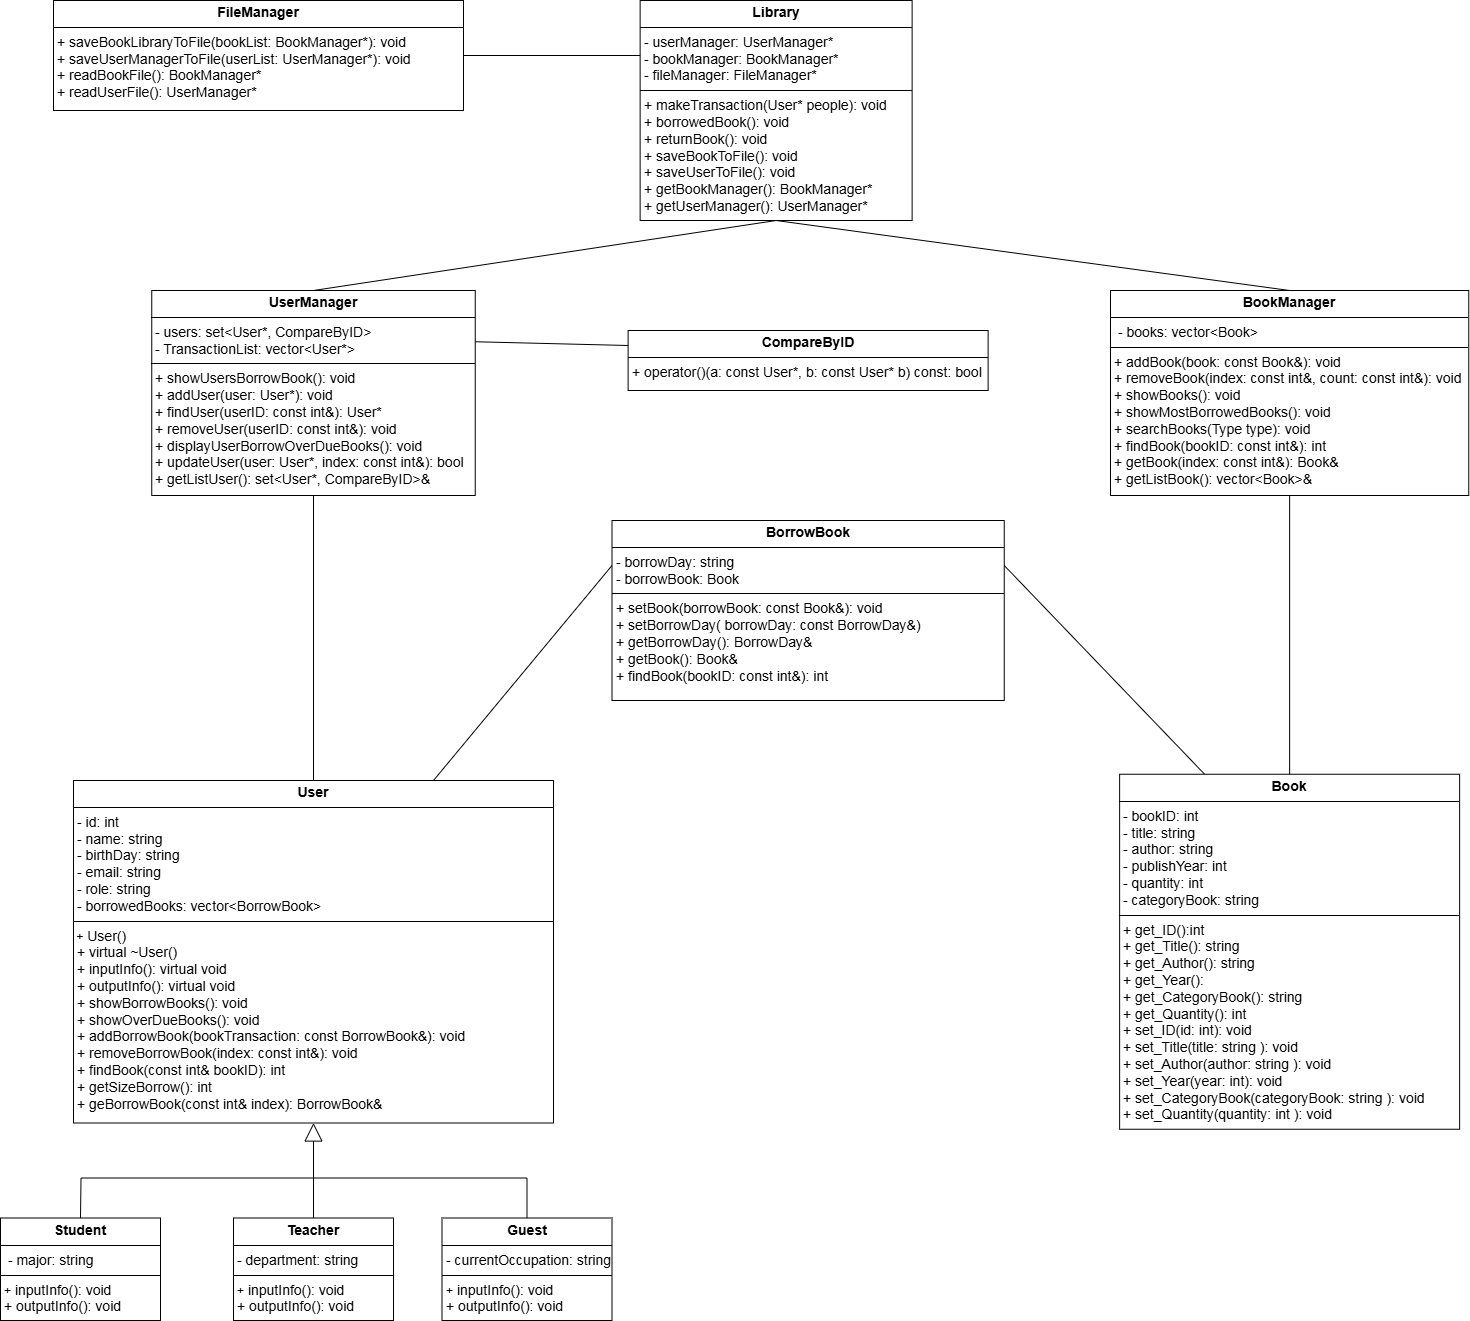 FileManager
+ saveBookLibraryToFile(bookList: BookManager*): void
+ saveUserManagerToFile(userList: UserManager*): void
+ readBookFile(): BookManager*
+ readUserFile(): UserManager*
Library
- userManager: UserManager*
- bookManager: BookManager*
- fileManager: FileManager*
+ makeTransaction(User* people): void
+ borrowedBook(): void
+ returnBook(): void
+ saveBookToFile(): void
+ saveUserToFile(): void
+ getBookManager(): BookManager*
+ getUserManager(): UserManager*
UserManager
- users: set<User*, CompareByID>
- TransactionList: vector<User*>
+ showUsersBorrowBook(): void
+ addUser(user: User*): void
+ findUser(userID: const int&): User*
+ removeUser(userID: const int&): void
+ displayUserBorrowOverDueBooks(): void
+ updateUser(user: User*, index: const int&): bool
+ getListUser(): set<User*, CompareByID>&
CompareByID
+ operator()(a: const User*, b: const User* b) const: bool
BookManager
- books: vector<Book>
+ addBook(book: const Book&): void
+ removeBook(index: const int&, count: const int&): void
+ showBooks(): void
+ showMostBorrowedBooks(): void
+ searchBooks(Type type): void
+ findBook(bookID: const int&): int
+ getBook(index: const int&): Book&
+ getListBook(): vector<Book>&
BorrowBook
- borrowDay: string
- borrowBook: Book
+ setBook(borrowBook: const Book&): void
+ setBorrowDay( borrowDay: const BorrowDay&)
+ getBorrowDay(): BorrowDay&
+ getBook(): Book&
+ findBook(bookID: const int&): int
User
- id: int
- name: string
- birthDay: string
- email: string
- role: string
- borrowedBooks: vector<BorrowBook>
+ User()
+ virtual ~User()
+ inputInfo(): virtual void
+ outputInfo(): virtual void
+ showBorrowBooks(): void
+ showOverDueBooks(): void
+ addBorrowBook(bookTransaction: const BorrowBook&): void
+ removeBorrowBook(index: const int&): void
+ findBook(const int& bookID): int
+ getSizeBorrow(): int
+ geBorrowBook(const int& index): BorrowBook&
Book
- bookID: int
- title: string
- author: string
- publishYear: int
- quantity: int
- categoryBook: string
+ get_ID():int
+ get_Title(): string
+ get_Author(): string
+ get_Year():
+ get_CategoryBook(): string
+ get_Quantity(): int
+ set_ID(id: int): void
+ set_Title(title: string ): void
+ set_Author(author: string ): void
+ set_Year(year: int): void
+ set_CategoryBook(categoryBook: string ): void
+ set_Quantity(quantity: int ): void
Student
- major: string
+ inputInfo(): void
+ outputInfo(): void
Teacher
- department: string
+ inputInfo(): void
+ outputInfo(): void
Guest
- currentOccupation: string
+ inputInfo(): void
+ outputInfo(): void